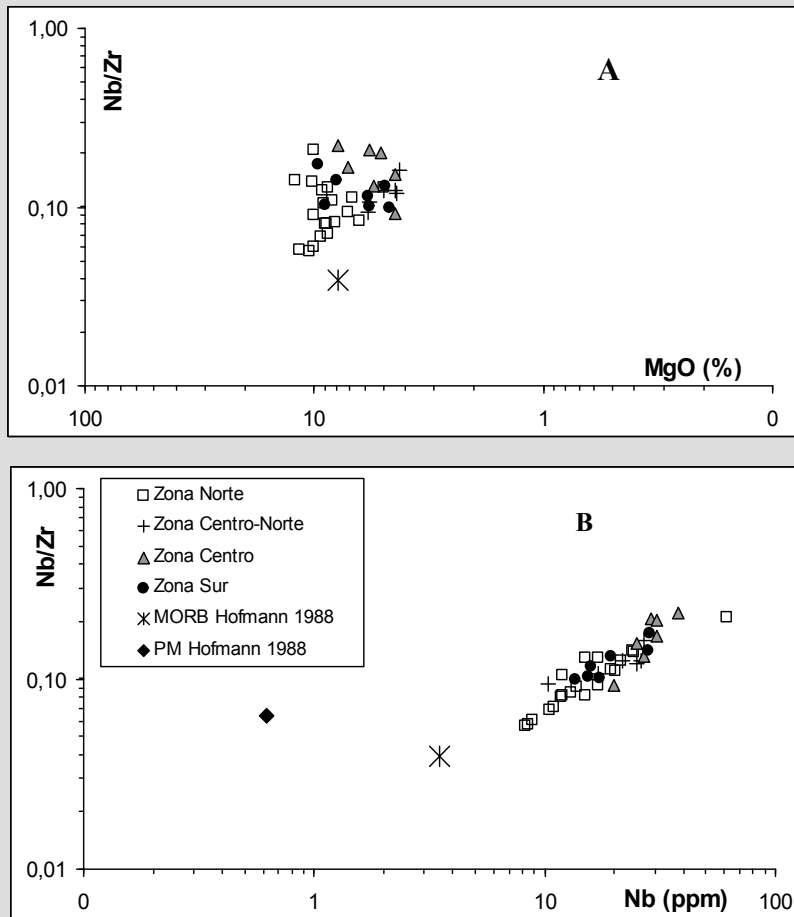 1,00
Nb/Zr
A
0,10
0,01
MgO (%)
100
10
1
0
1,00
Nb/Zr
Zona Norte
Zona Centro-Norte
Zona Centro
Zona Sur
MORB Hofmann 1988
PM Hofmann 1988
B
0,10
0,01
0
1
10
Nb (ppm)
100